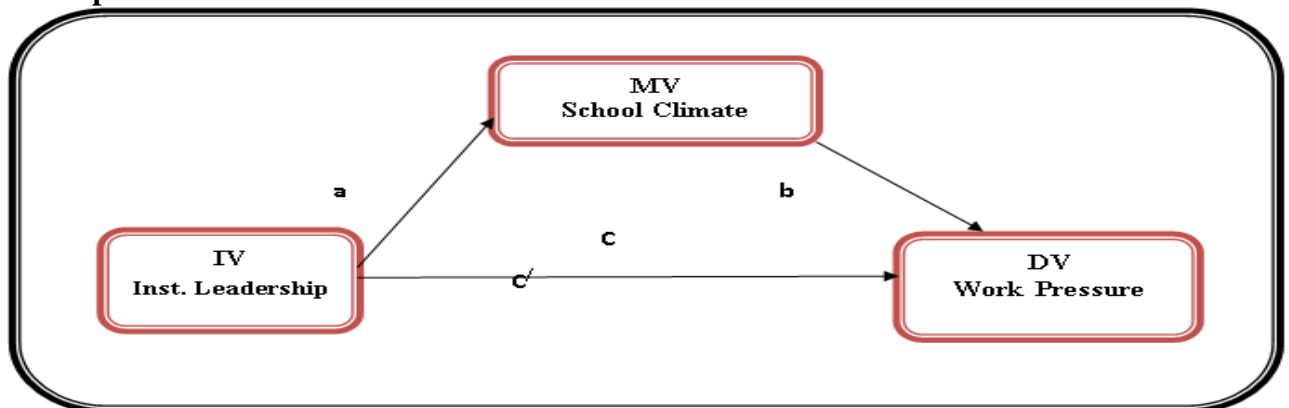 MV
School Climate
a
b
C
IV
Inst. Leadership
C/
DV
Work Pressure